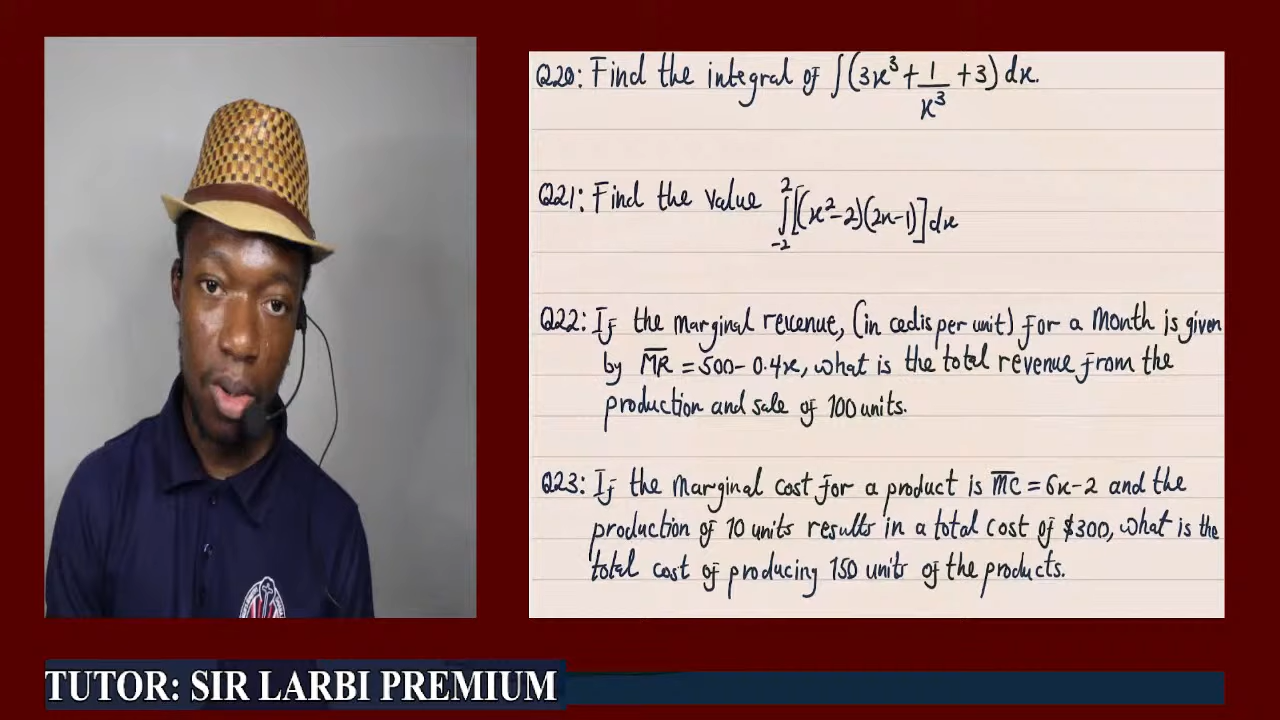 Q20: Find the integral of ∫(3x³ + 1/x³ + 3) dx.
Q21: Find the value ∫₋₂² [(x²-2)(2x-1)] dx
Q22: If the marginal revenue, (in cedis per unit) for a month is given
by M̅R̅ = 500 - 0.4x, what is the total revenue from the
production and sale of 100 units.
Q23: If the marginal cost for a product is M̅C̅ = 6x-2 and the
production of 10 units results in a total cost of $300, what is the
total cost of producing 150 units of the products.
TUTOR: SIR LARBI PREMIUM